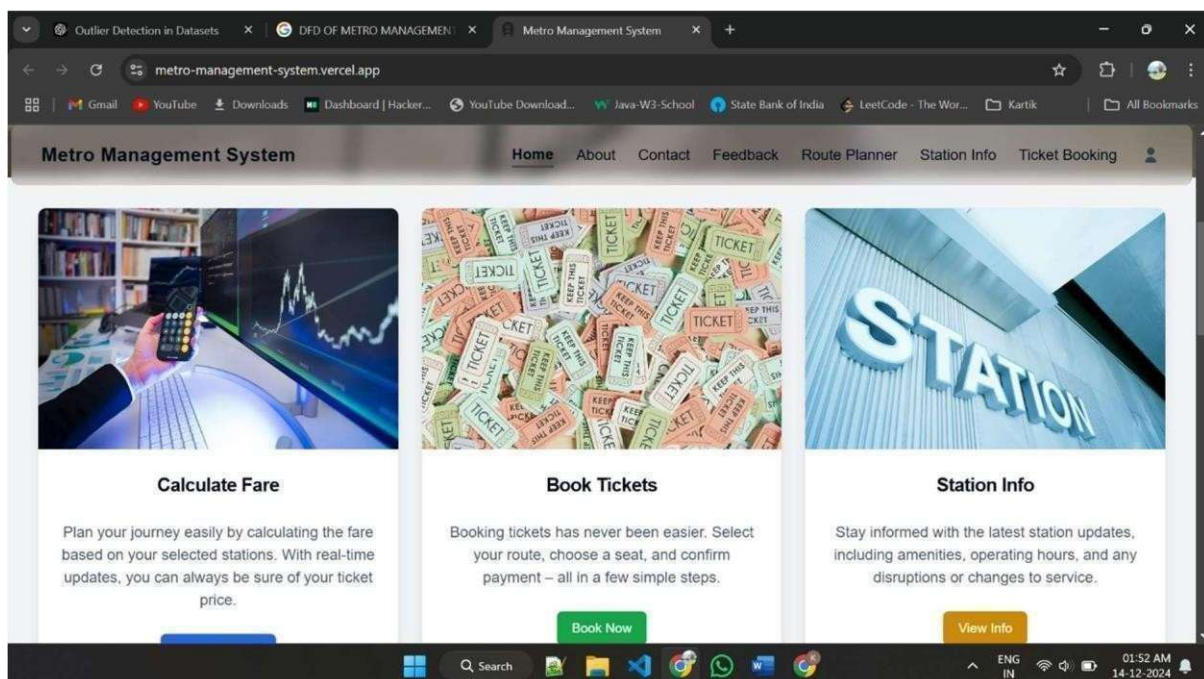 Outlier Detection in Datasets
DFD OF METRO MANAGEMENT
Metro Management System
metro-management-system.vercel.app
Gmail
YouTube
Downloads
Dashboard | Hacker...
YouTube Download...
Java-W3-School
State Bank of India
LeetCode - The Wor...
Kartik
All Bookmarks
Metro Management System
Home About Contact Feedback Route Planner Station Info Ticket Booking
TICKET
KEEP THIS TICKET
STATION
Calculate Fare
Plan your journey easily by calculating the fare
based on your selected stations. With real-time
updates, you can always be sure of your ticket
price.
Book Tickets
Booking tickets has never been easier. Select
your route, choose a seat, and confirm
payment – all in a few simple steps.
Book Now
Station Info
Stay informed with the latest station updates,
including amenities, operating hours, and any
disruptions or changes to service.
View Info
Search
ENG
IN
01:52 AM
14-12-2024